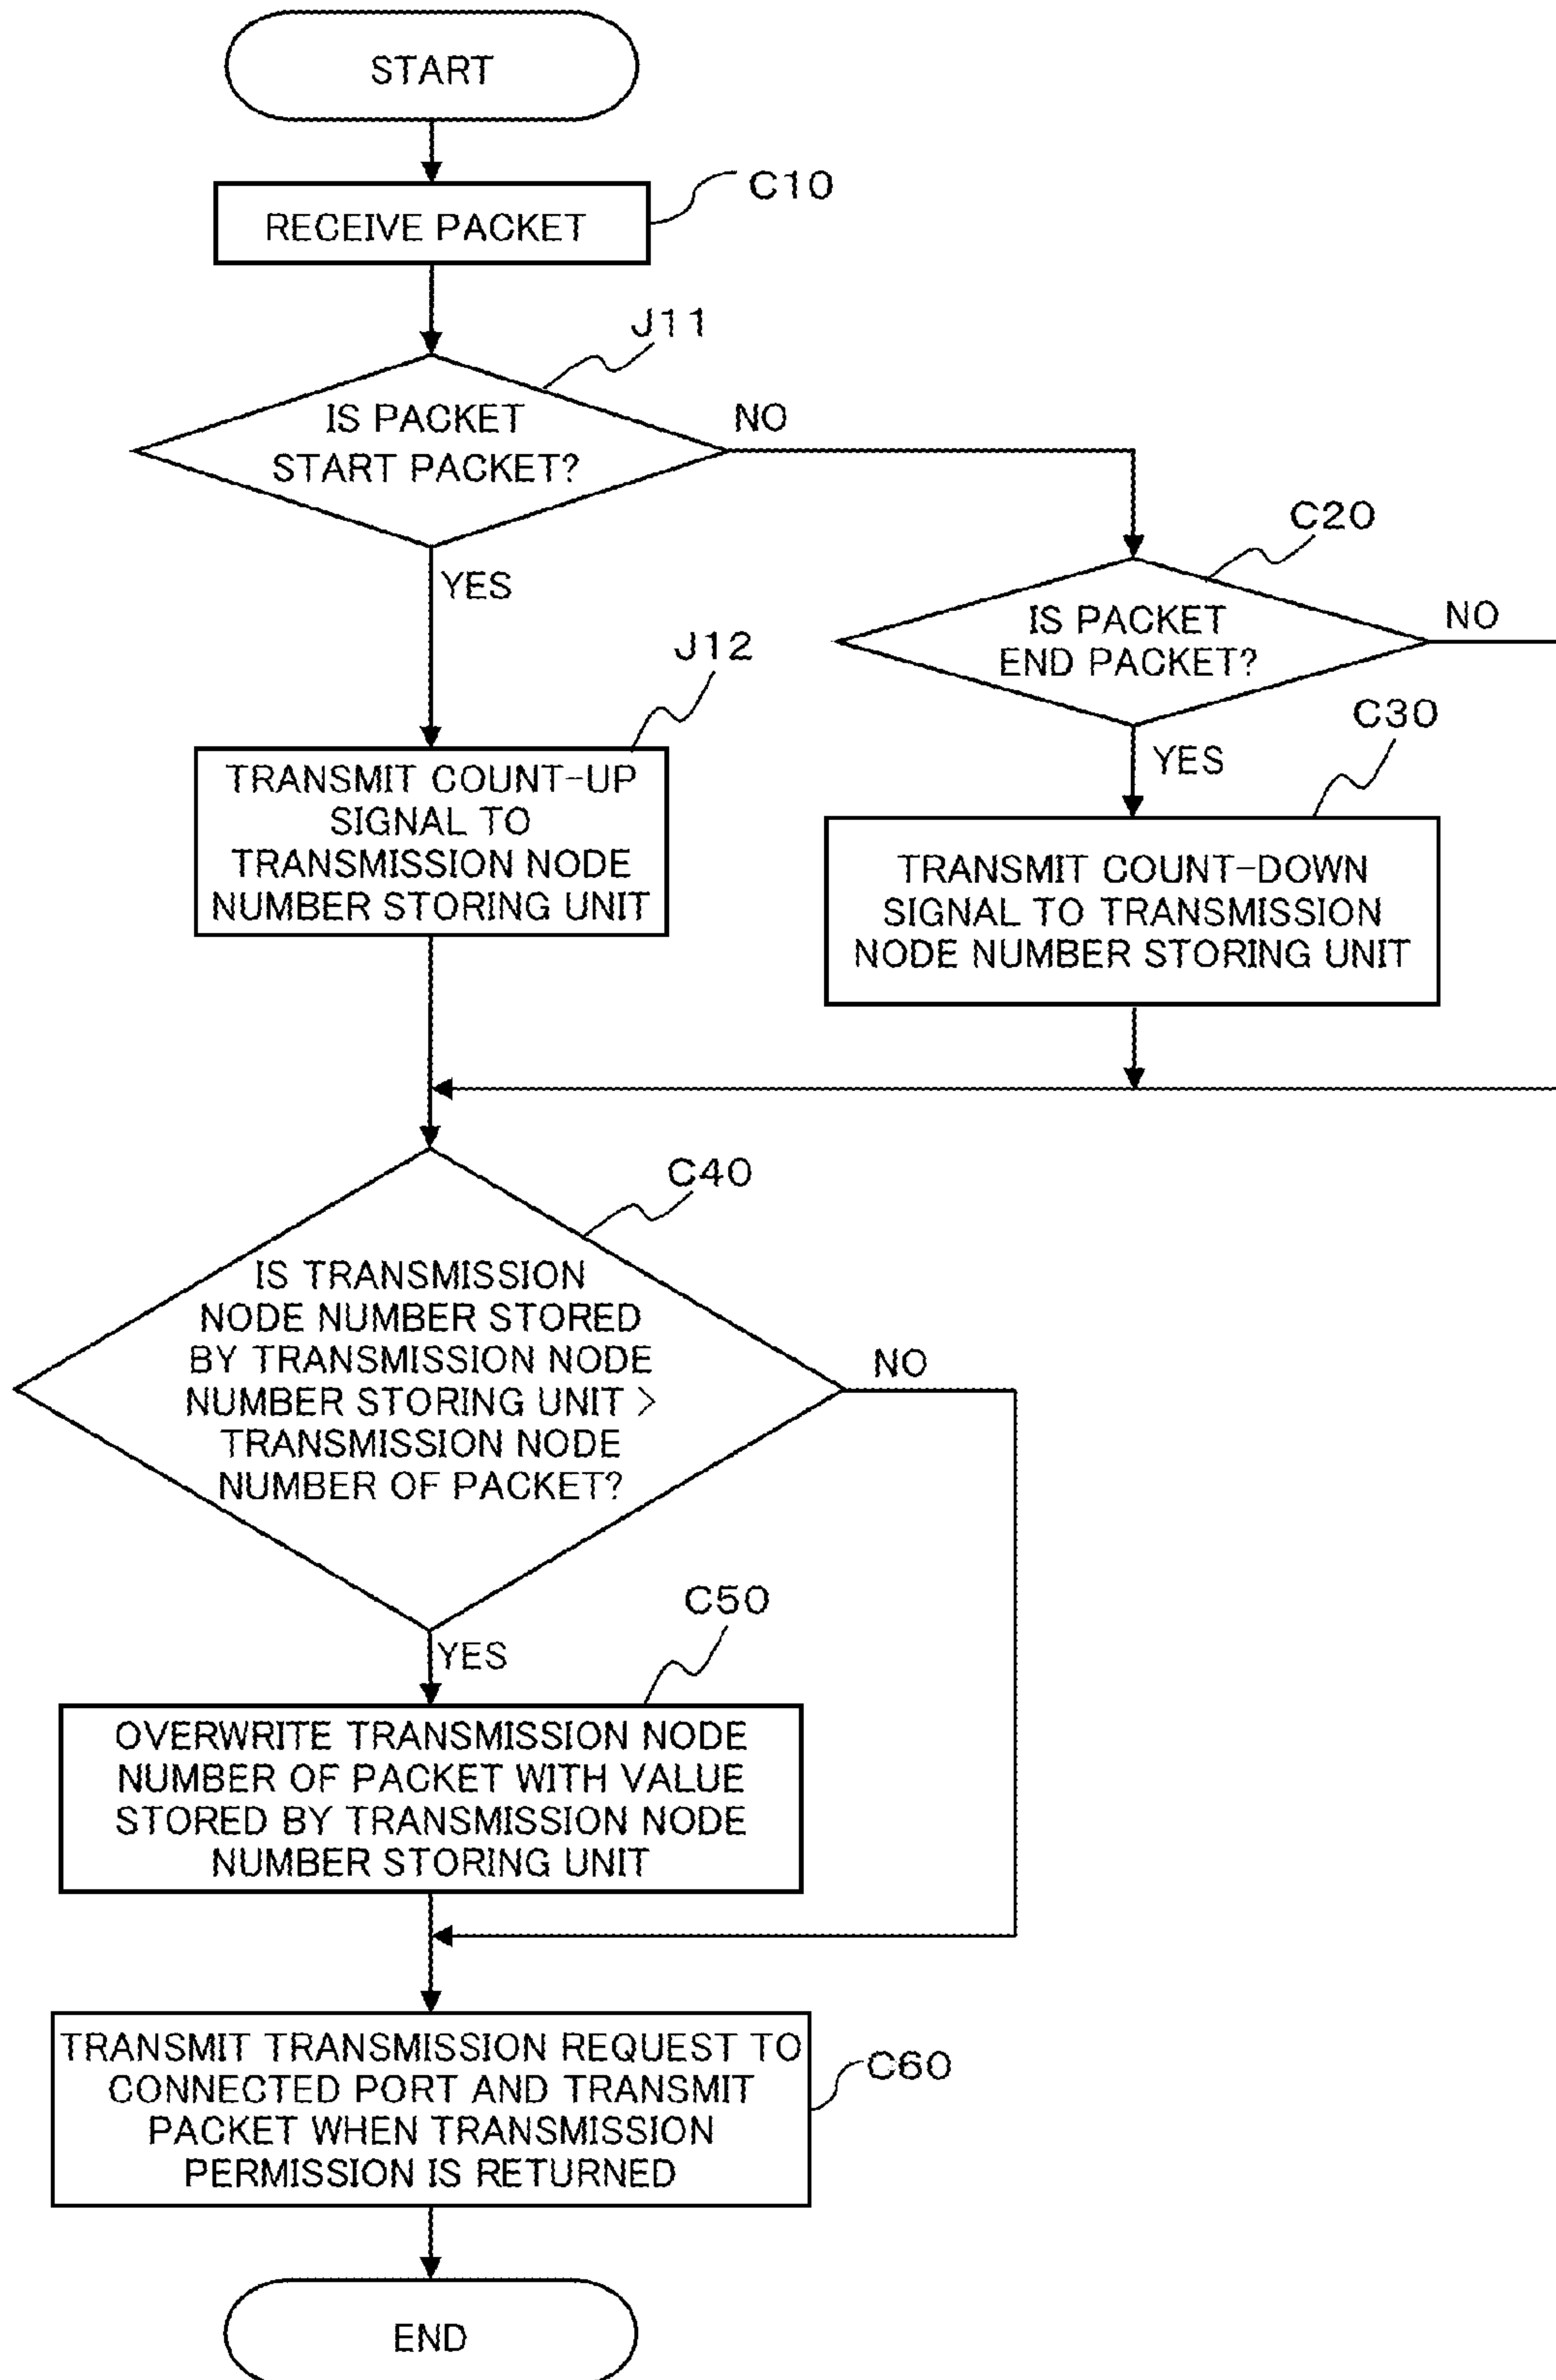 START
C10
RECEIVE PACKET
J11
IS PACKET
START PACKET?
NO
YES
C20
IS PACKET
END PACKET?
NO
YES
J12
TRANSMIT COUNT-UP
SIGNAL TO
TRANSMISSION NODE
NUMBER STORING UNIT
C30
TRANSMIT COUNT-DOWN
SIGNAL TO TRANSMISSION
NODE NUMBER STORING UNIT
C40
IS TRANSMISSION
NODE NUMBER STORED
BY TRANSMISSION NODE
NUMBER STORING UNIT >
TRANSMISSION NODE
NUMBER OF PACKET?
NO
YES
C50
OVERWRITE TRANSMISSION NODE
NUMBER OF PACKET WITH VALUE
STORED BY TRANSMISSION NODE
NUMBER STORING UNIT
TRANSMIT TRANSMISSION REQUEST TO
CONNECTED PORT AND TRANSMIT
PACKET WHEN TRANSMISSION
PERMISSION IS RETURNED
C60
END